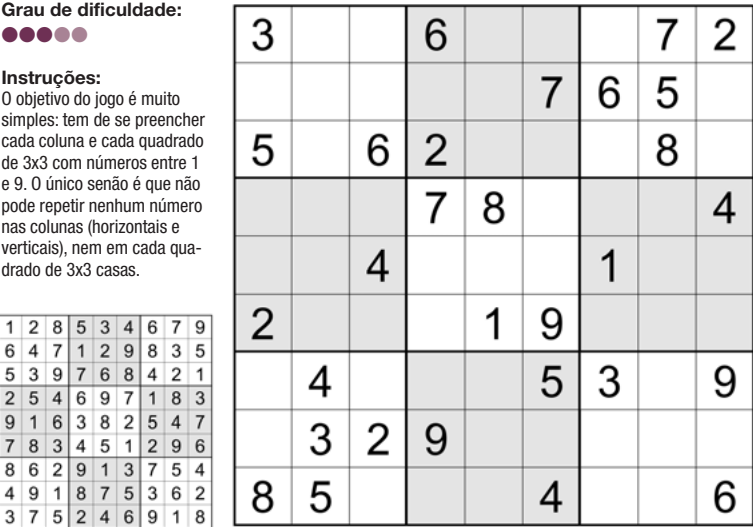 Grau de dificuldade:
Instruções:
O objetivo do jogo é muito
simples: tem de se preencher
cada coluna e cada quadrado
de 3x3 com números entre 1
e 9. O único senão é que não
pode repetir nenhum número
nas colunas (horizontais e
verticais), nem em cada qua-
drado de 3x3 casas.
1 2 8 5 3 4 6 7 9
6 4 7 1 2 9 8 3 5
5 3 9 7 6 8 4 2 1
2 5 4 6 9 7 1 8 3
9 1 6 3 8 2 5 4 7
7 8 3 4 5 1 2 9 6
8 6 2 9 1 3 7 5 4
4 9 1 8 7 5 3 6 2
3 7 5 2 4 6 9 1 8
3 6 7 2
7 6 5
5 6 2 8
7 8 4
4 1
2 1 9
4 5 3 9
3 2 9
8 5 4 6